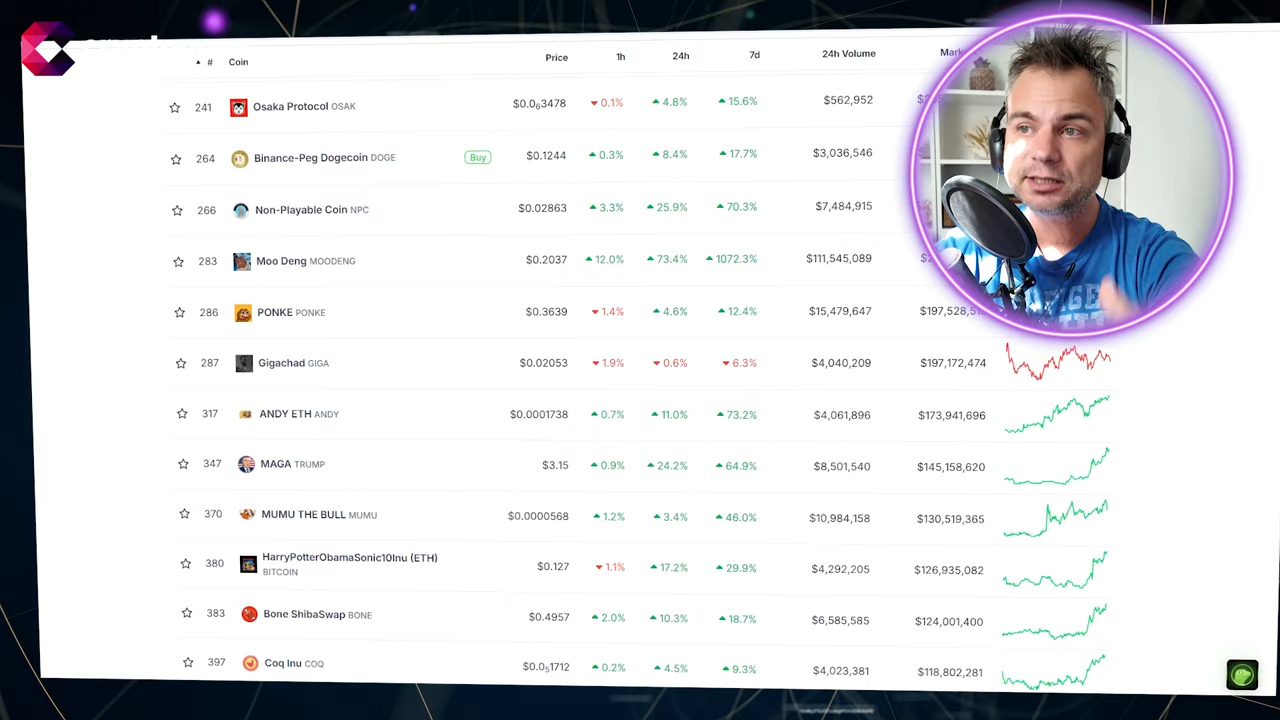 # Coin Price 1h 24h 7d 24h Volume
241 Osaka Protocol OSAK $0.0₆3478 0.1% 4.8% 15.6% $562,952
264 Binance-Peg Dogecoin DOGE Buy $0.1244 0.3% 8.4% 17.7% $3,036,546
266 Non-Playable Coin NPC $0.02863 3.3% 25.9% 70.3% $7,484,915
283 Moo Deng MOODENG $0.2037 12.0% 73.4% 1072.3% $111,545,089
286 PONKE PONKE $0.3639 1.4% 4.6% 12.4% $15,479,647
287 Gigachad GIGA $0.02053 1.9% 0.6% 6.3% $4,040,209 $197,172,474
317 ANDY ETH ANDY $0.0001738 0.7% 11.0% 73.2% $4,061,896 $173,941,696
347 MAGA TRUMP $3.15 0.9% 24.2% 64.9% $8,501,540 $145,158,620
370 MUMU THE BULL MUMU $0.0000568 1.2% 3.4% 46.0% $10,984,158 $130,519,365
380 HarryPotterObamaSonic10Inu (ETH) $0.127 1.1% 17.2% 29.9% $4,292,205 $126,935,082
BITCOIN
383 Bone ShibaSwap BONE $0.4957 2.0% 10.3% 18.7% $6,585,585 $124,001,400
397 Coq Inu COQ $0.0₅1712 0.2% 4.5% 9.3% $4,023,381 $118,802,281